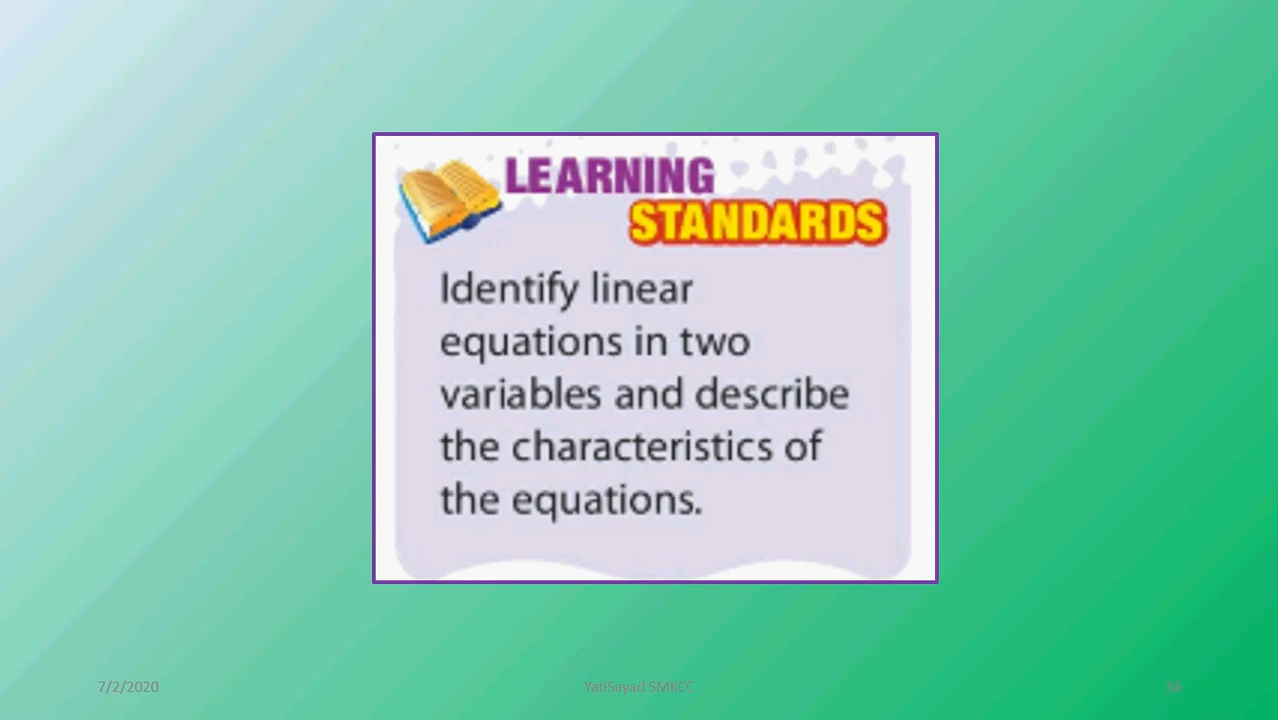 LEARNING
STANDARDS
Identify linear
equations in two
variables and describe
the characteristics of
the equations.
7/2/2020
YatiSayad SMKCC
36